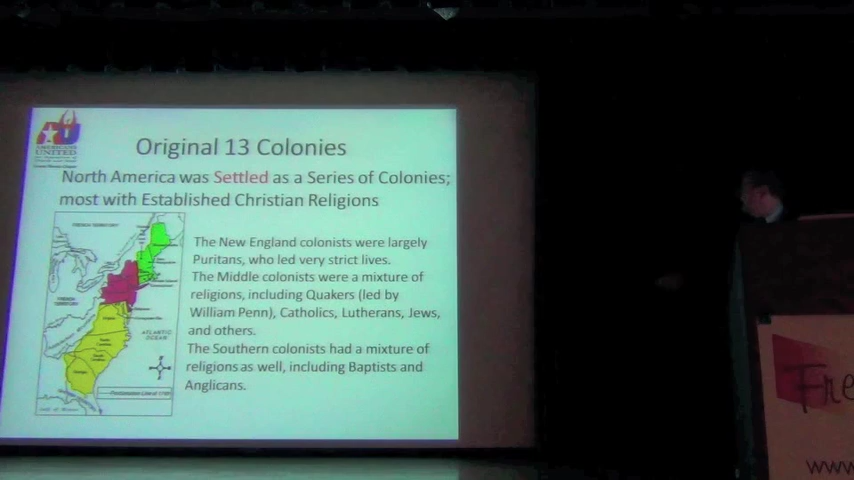 AMERICANS
UNITED
Original 13 Colonies
North America was Settled as a Series of Colonies;
most with Established Christian Religions
FRENCH TERRITORY
The New England colonists were largely
Puritans, who led very strict lives.
The Middle colonists were a mixture of
religions, including Quakers (led by
William Penn), Catholics, Lutherans, Jews,
and others.
The Southern colonists had a mixture of
religions as well, including Baptists and
Anglicans.
ATLANTIC
OCEAN
Fre
www